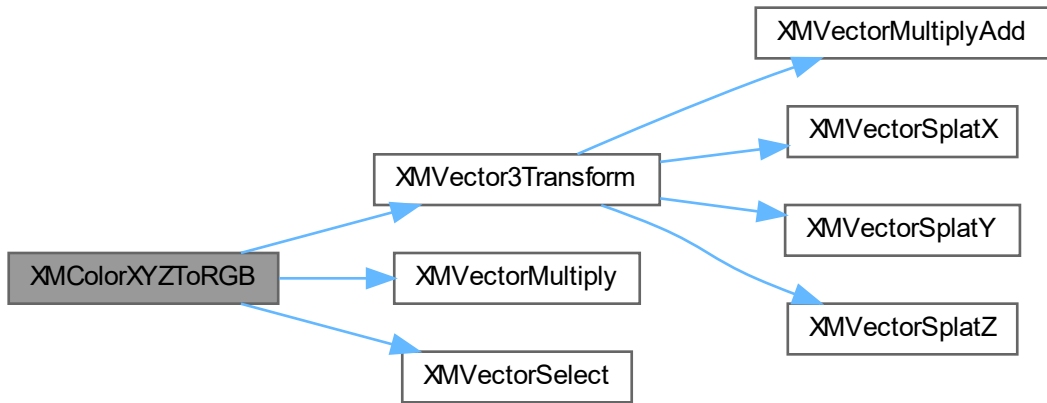 XMVectorMultiplyAdd
XMVectorSplatX
XMVector3Transform
XMVectorSplatY
XMColorXYZToRGB
XMVectorMultiply
XMVectorSplatZ
XMVectorSelect